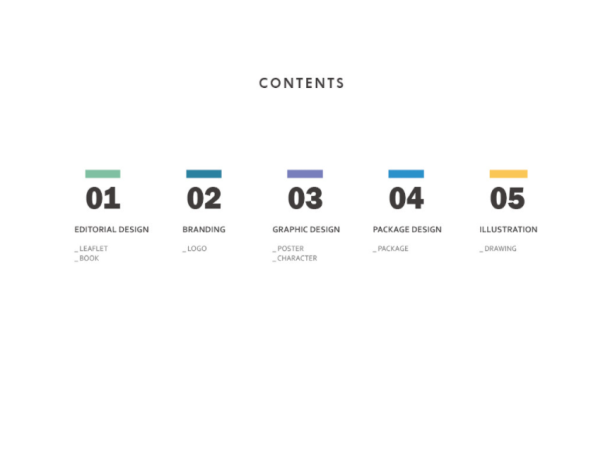 CONTENTS
01
EDITORIAL DESIGN
_ LEAFLET
_ BOOK
02
BRANDING
_ LOGO
03
GRAPHIC DESIGN
_ POSTER
_ CHARACTER
04
PACKAGE DESIGN
_ PACKAGE
05
ILLUSTRATION
_ DRAWING